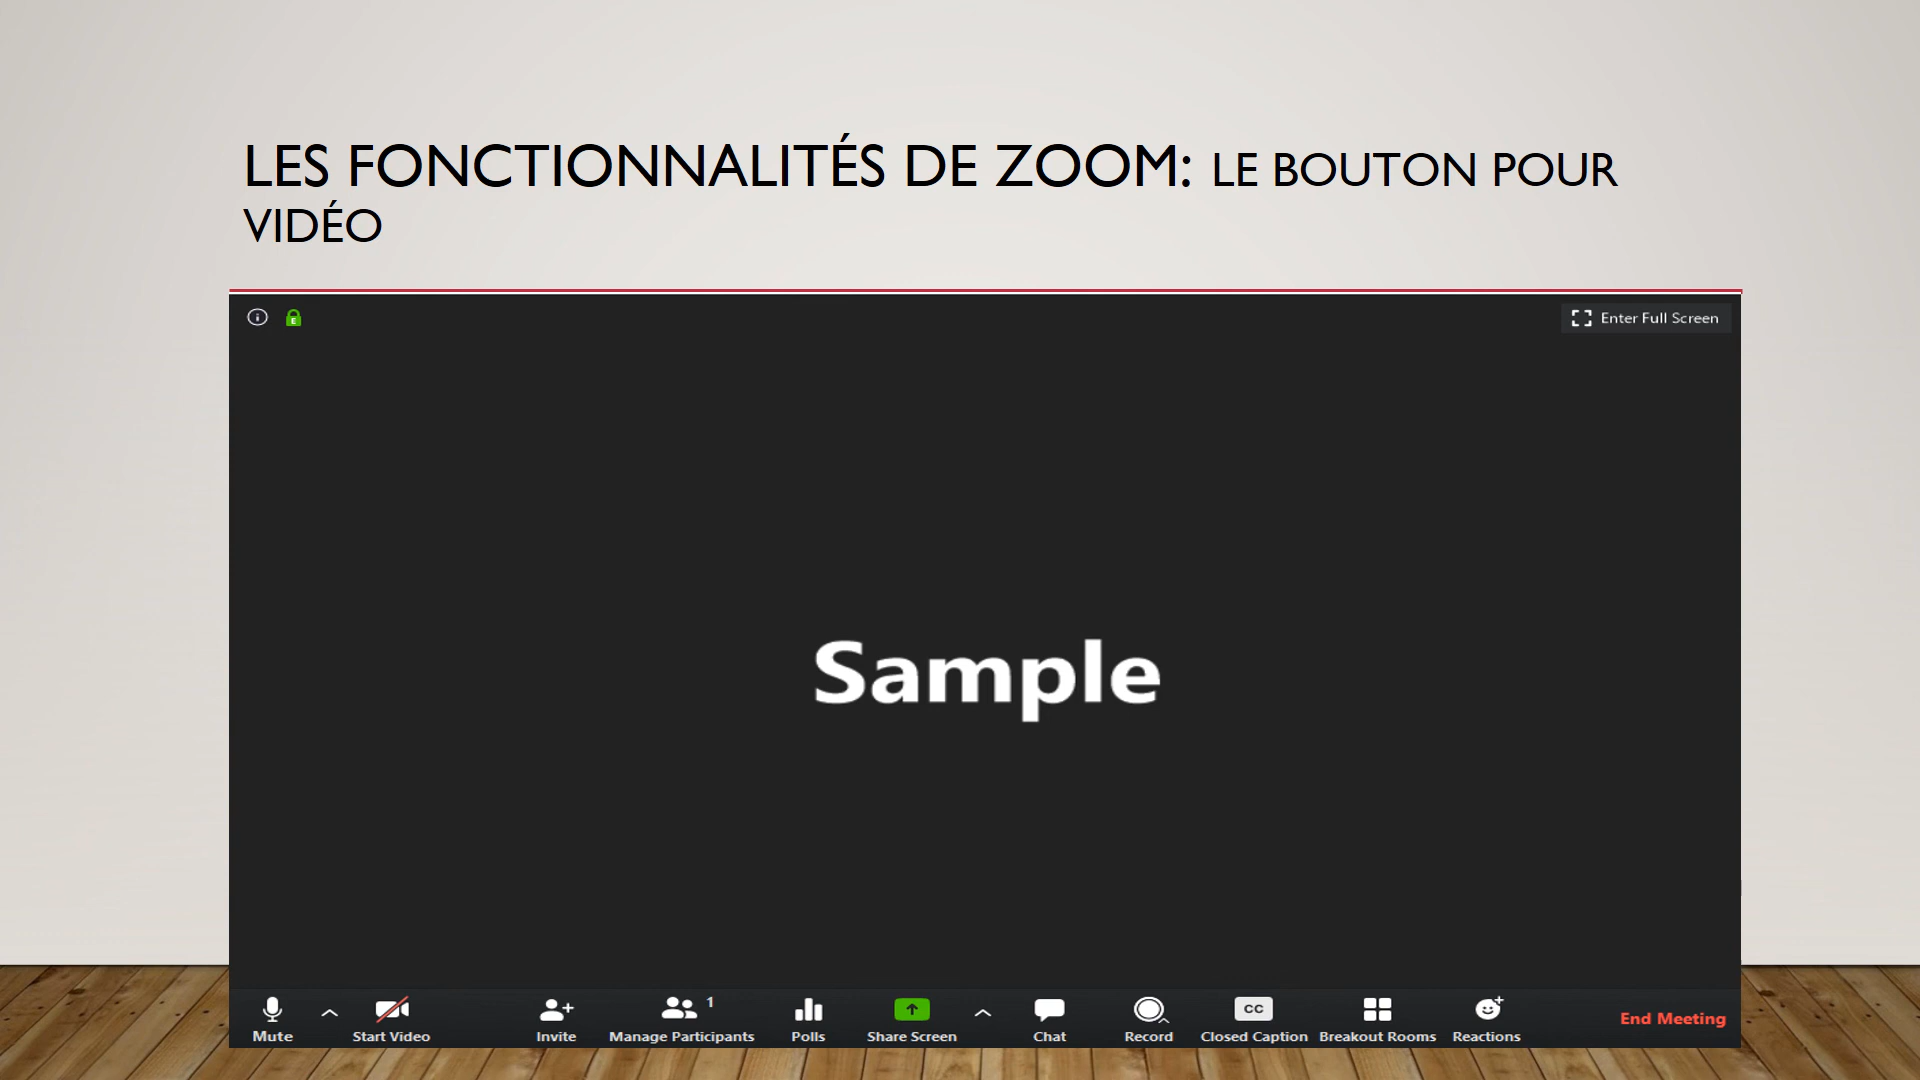 LES FONCTIONNALITÉS DE ZOOM: LE BOUTON POUR
VIDÉO
E
Enter Full Screen
Sample
1
CC
Mute
Start Video
Invite
Manage Participants
Polls
Share Screen
Chat
Record
Closed Caption
Breakout Rooms
Reactions
End Meeting